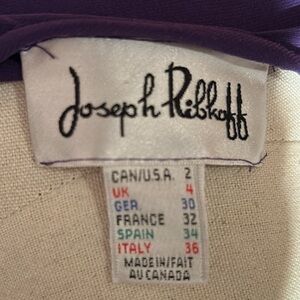 Joseph Ribkoff
CAN/U.S.A. 2
UK 4
GER. 30
FRANCE 32
SPAIN 34
ITALY 36
MADE IN/FAIT
AU CANADA